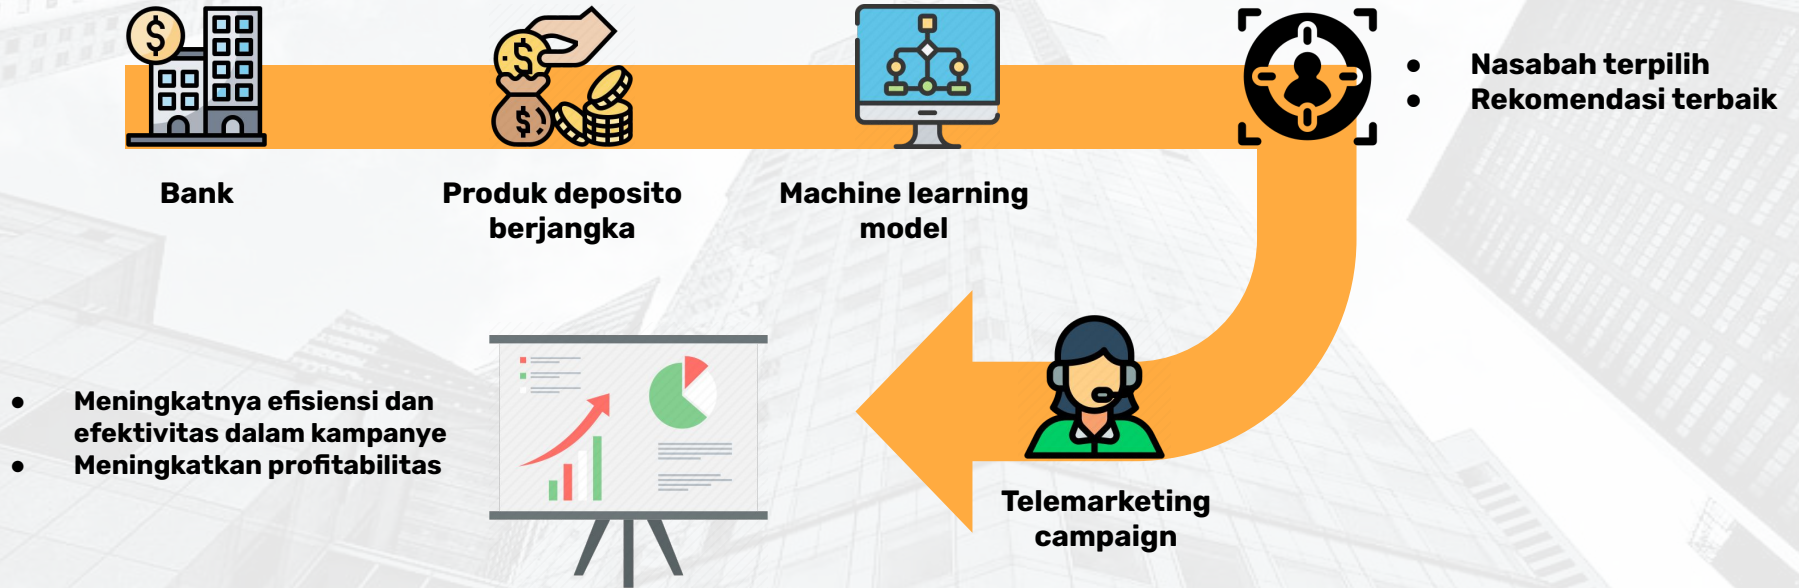 Bank
Produk deposito
berjangka
Machine learning
model
● Nasabah terpilih
● Rekomendasi terbaik
Telemarketing
campaign
● Meningkatnya efisiensi dan
efektivitas dalam kampanye
● Meningkatkan profitabilitas